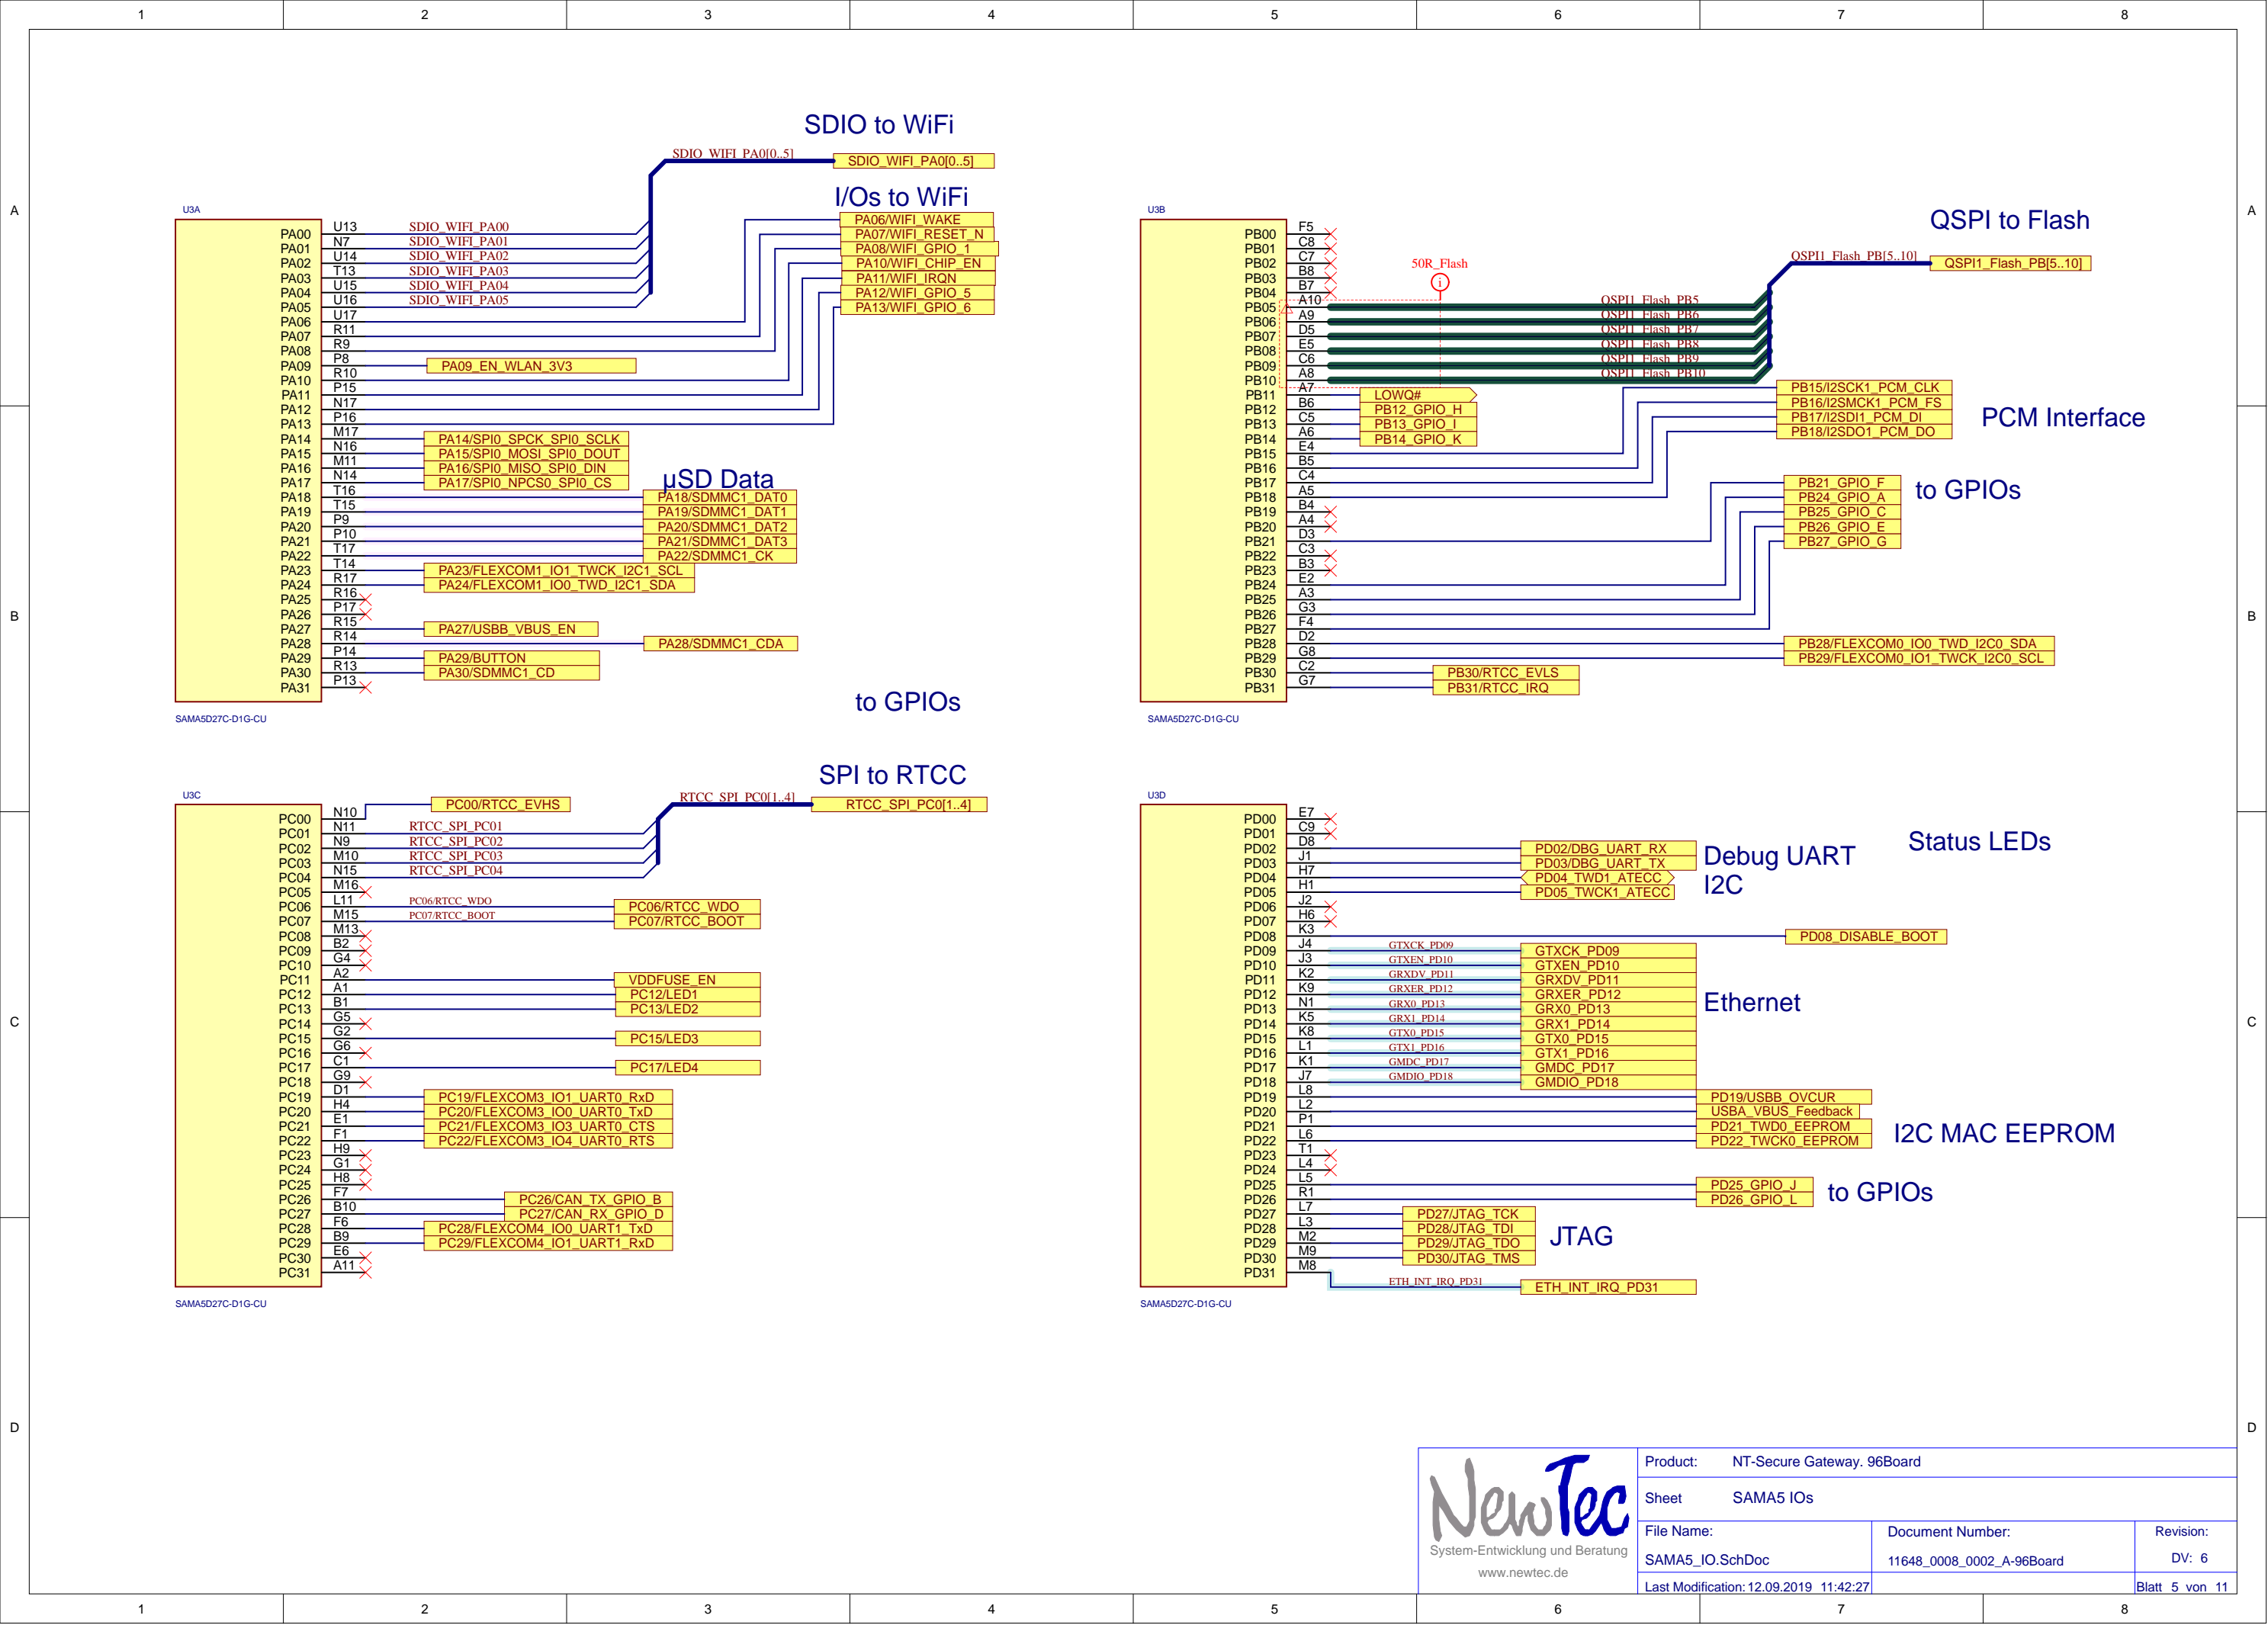 1 2 3 4 5 6 7 8
A A
B B
C C
D D
SDIO to WiFi
SDIO_WIFI_PA0[0..5] SDIO_WIFI_PA0[0..5]
I/Os to WiFi
U3A
PA00 U13 SDIO_WIFI_PA00
PA01 N7 SDIO_WIFI_PA01
PA02 U14 SDIO_WIFI_PA02
PA03 T13 SDIO_WIFI_PA03
PA04 U15 SDIO_WIFI_PA04
PA05 U16 SDIO_WIFI_PA05
PA06 U17 PA06/WIFI_WAKE
PA07 R11 PA07/WIFI_RESET_N
PA08 R9 PA08/WIFI_GPIO_1
PA09 P8 PA09_EN_WLAN_3V3
PA10 R10 PA10/WIFI_CHIP_EN
PA11 P15 PA11/WIFI_IRQN
PA12 N17 PA12/WIFI_GPIO_5
PA13 P16 PA13/WIFI_GPIO_6
PA14 M17 PA14/SPI0_SPCK_SPI0_SCLK
PA15 N16 PA15/SPI0_MOSI_SPI0_DOUT
PA16 M11 PA16/SPI0_MISO_SPI0_DIN
PA17 N14 PA17/SPI0_NPCS0_SPI0_CS
µSD Data
PA18 T16 PA18/SDMMC1_DAT0
PA19 T15 PA19/SDMMC1_DAT1
PA20 P9 PA20/SDMMC1_DAT2
PA21 P10 PA21/SDMMC1_DAT3
PA22 T17 PA22/SDMMC1_CK
PA23 T14 PA23/FLEXCOM1_IO1_TWCK_I2C1_SCL
PA24 R17 PA24/FLEXCOM1_IO0_TWD_I2C1_SDA
PA25 R16
PA26 P17
PA27 R15 PA27/USBB_VBUS_EN
PA28 R14 PA28/SDMMC1_CDA
PA29 P14 PA29/BUTTON
PA30 R13 PA30/SDMMC1_CD
PA31 P13
SAMA5D27C-D1G-CU
to GPIOs
U3B
QSPI to Flash
QSPI1_Flash_PB[5..10] QSPI1_Flash_PB[5..10]
50R_Flash
i
PB00 F5
PB01 C8
PB02 C7
PB03 B8
PB04 B7
PB05 A10 QSPI1_Flash_PB5
PB06 A9 QSPI1_Flash_PB6
PB07 D5 QSPI1_Flash_PB7
PB08 E5 QSPI1_Flash_PB8
PB09 C6 QSPI1_Flash_PB9
PB10 A8 QSPI1_Flash_PB10
PB11 A7 LOWQ#
PB12 B6 PB12_GPIO_H
PB13 C5 PB13_GPIO_I
PB14 A6 PB14_GPIO_K
PB15 E4 PB15/I2SCK1_PCM_CLK
PB16 B5 PB16/I2SMCK1_PCM_FS
PB17 C4 PB17/I2SDI1_PCM_DI
PB18 A5 PB18/I2SDO1_PCM_DO
PCM Interface
PB19 B4
PB20 A4
PB21 D3 PB21_GPIO_F
PB22 C3
PB23 B3
PB24 E2 PB24_GPIO_A
PB25 A3 PB25_GPIO_C
PB26 G3 PB26_GPIO_E
PB27 F4 PB27_GPIO_G
to GPIOs
PB28 D2 PB28/FLEXCOM0_IO0_TWD_I2C0_SDA
PB29 G8 PB29/FLEXCOM0_IO1_TWCK_I2C0_SCL
PB30 C2 PB30/RTCC_EVLS
PB31 G7 PB31/RTCC_IRQ
SAMA5D27C-D1G-CU
SPI to RTCC
U3C
RTCC_SPI_PC0[1..4] RTCC_SPI_PC0[1..4]
PC00 N10 PC00/RTCC_EVHS
PC01 N11 RTCC_SPI_PC01
PC02 N9 RTCC_SPI_PC02
PC03 M10 RTCC_SPI_PC03
PC04 N15 RTCC_SPI_PC04
PC05 M16
PC06 L11 PC06/RTCC_WDO PC06/RTCC_WDO
PC07 M15 PC07/RTCC_BOOT PC07/RTCC_BOOT
PC08 M13
PC09 B2
PC10 G4
PC11 A2 VDDFUSE_EN
PC12 A1 PC12/LED1
PC13 B1 PC13/LED2
PC14 G5
PC15 G2 PC15/LED3
PC16 G6
PC17 C1 PC17/LED4
PC18 G9
PC19 D1 PC19/FLEXCOM3_IO1_UART0_RxD
PC20 H4 PC20/FLEXCOM3_IO0_UART0_TxD
PC21 E1 PC21/FLEXCOM3_IO3_UART0_CTS
PC22 F1 PC22/FLEXCOM3_IO4_UART0_RTS
PC23 H9
PC24 G1
PC25 H8
PC26 F7 PC26/CAN_TX_GPIO_B
PC27 B10 PC27/CAN_RX_GPIO_D
PC28 F6 PC28/FLEXCOM4_IO0_UART1_TxD
PC29 B9 PC29/FLEXCOM4_IO1_UART1_RxD
PC30 E6
PC31 A11
SAMA5D27C-D1G-CU
U3D
PD00 E7
PD01 C9
PD02 D8 PD02/DBG_UART_RX
PD03 J1 PD03/DBG_UART_TX
Debug UART
Status LEDs
PD04 H7 PD04_TWD1_ATECC
PD05 H1 PD05_TWCK1_ATECC
I2C
PD06 J2
PD07 H6
PD08 K3 PD08_DISABLE_BOOT
PD09 J4 GTXCK_PD09 GTXCK_PD09
PD10 J3 GTXEN_PD10 GTXEN_PD10
PD11 K2 GRXDV_PD11 GRXDV_PD11
PD12 K9 GRXER_PD12 GRXER_PD12
PD13 N1 GRX0_PD13 GRX0_PD13
Ethernet
PD14 K5 GRX1_PD14 GRX1_PD14
PD15 K8 GTX0_PD15 GTX0_PD15
PD16 L1 GTX1_PD16 GTX1_PD16
PD17 K1 GMDC_PD17 GMDC_PD17
PD18 J7 GMDIO_PD18 GMDIO_PD18
PD19 L8 PD19/USBB_OVCUR
PD20 L2 USBA_VBUS_Feedback
PD21 P1 PD21_TWD0_EEPROM
PD22 L6 PD22_TWCK0_EEPROM
I2C MAC EEPROM
PD23 T1
PD24 L4
PD25 L5 PD25_GPIO_J
PD26 R1 PD26_GPIO_L
to GPIOs
PD27 L7 PD27/JTAG_TCK
PD28 L3 PD28/JTAG_TDI
PD29 M2 PD29/JTAG_TDO
PD30 M9 PD30/JTAG_TMS
JTAG
PD31 M8 ETH_INT_IRQ_PD31 ETH_INT_IRQ_PD31
SAMA5D27C-D1G-CU
NewTec
System-Entwicklung und Beratung
www.newtec.de
Product: NT-Secure Gateway. 96Board
Sheet SAMA5 IOs
File Name: Document Number: Revision:
SAMA5_IO.SchDoc 11648_0008_0002_A-96Board DV: 6
Last Modification: 12.09.2019 11:42:27 Blatt 5 von 11
1 2 3 4 5 6 7 8